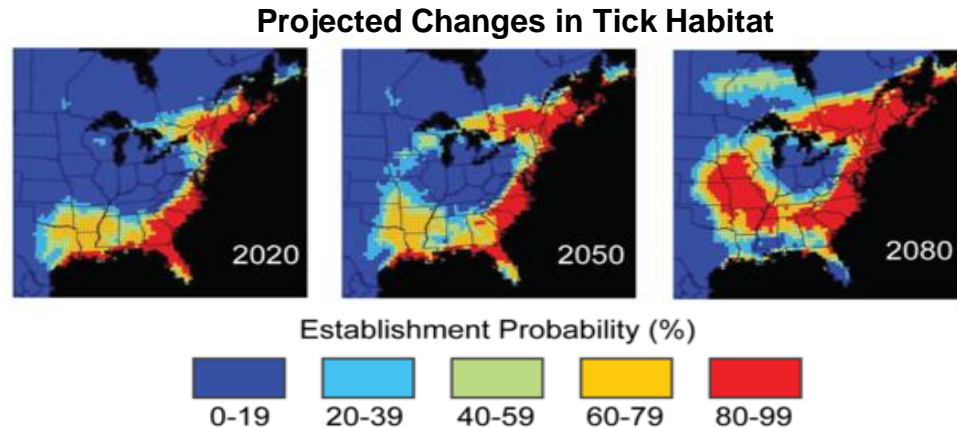 Projected Changes in Tick Habitat
2020 2050 2080
Establishment Probability (%)
0-19 20-39 40-59 60-79 80-99